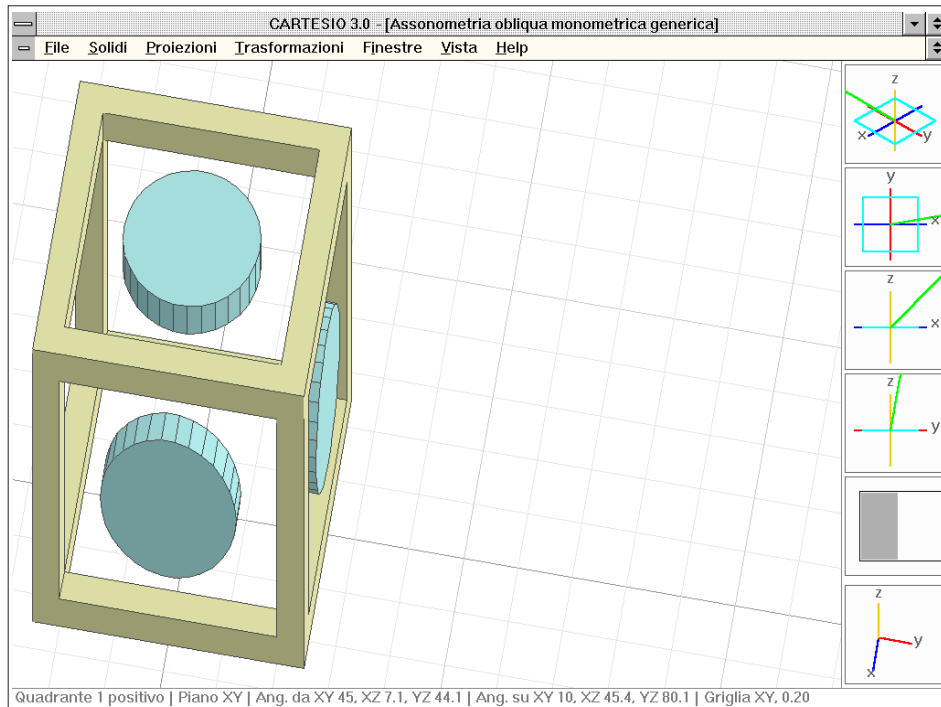 CARTESIO 3.0 - [Assonometria obliqua monometrica generica]
File Solidi Proiezioni Trasformazioni Finestre Vista Help
z
x y
y
x
z
x
z
y
z
y
x
Quadrante 1 positivo | Piano XY | Ang. da XY 45, XZ 7.1, YZ 44.1 | Ang. su XY 10, XZ 45.4, YZ 80.1 | Griglia XY, 0.20